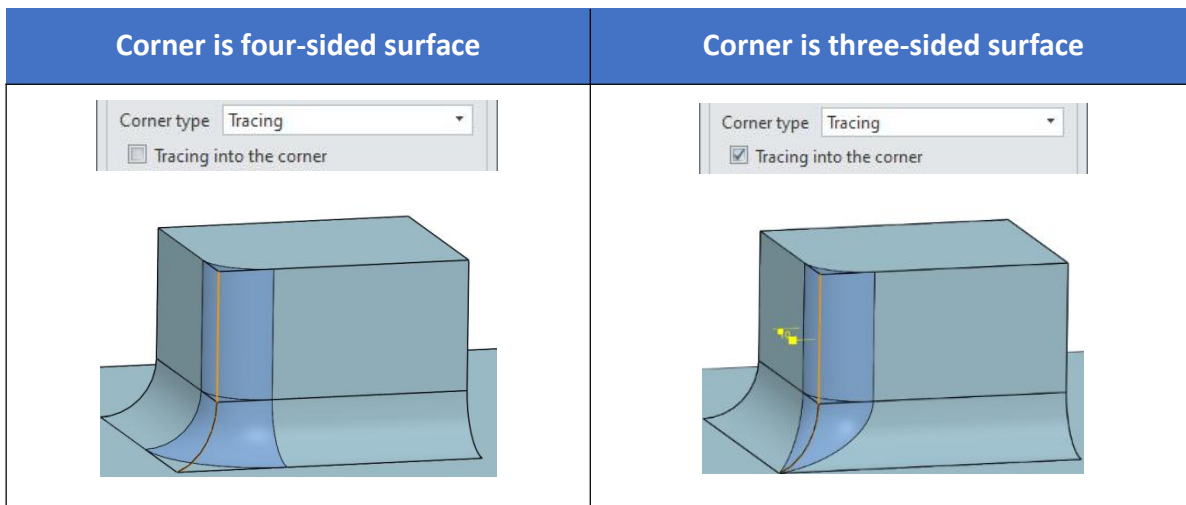 Corner is four-sided surface
Corner is three-sided surface
Corner type Tracing
Tracing into the corner
Corner type Tracing
Tracing into the corner